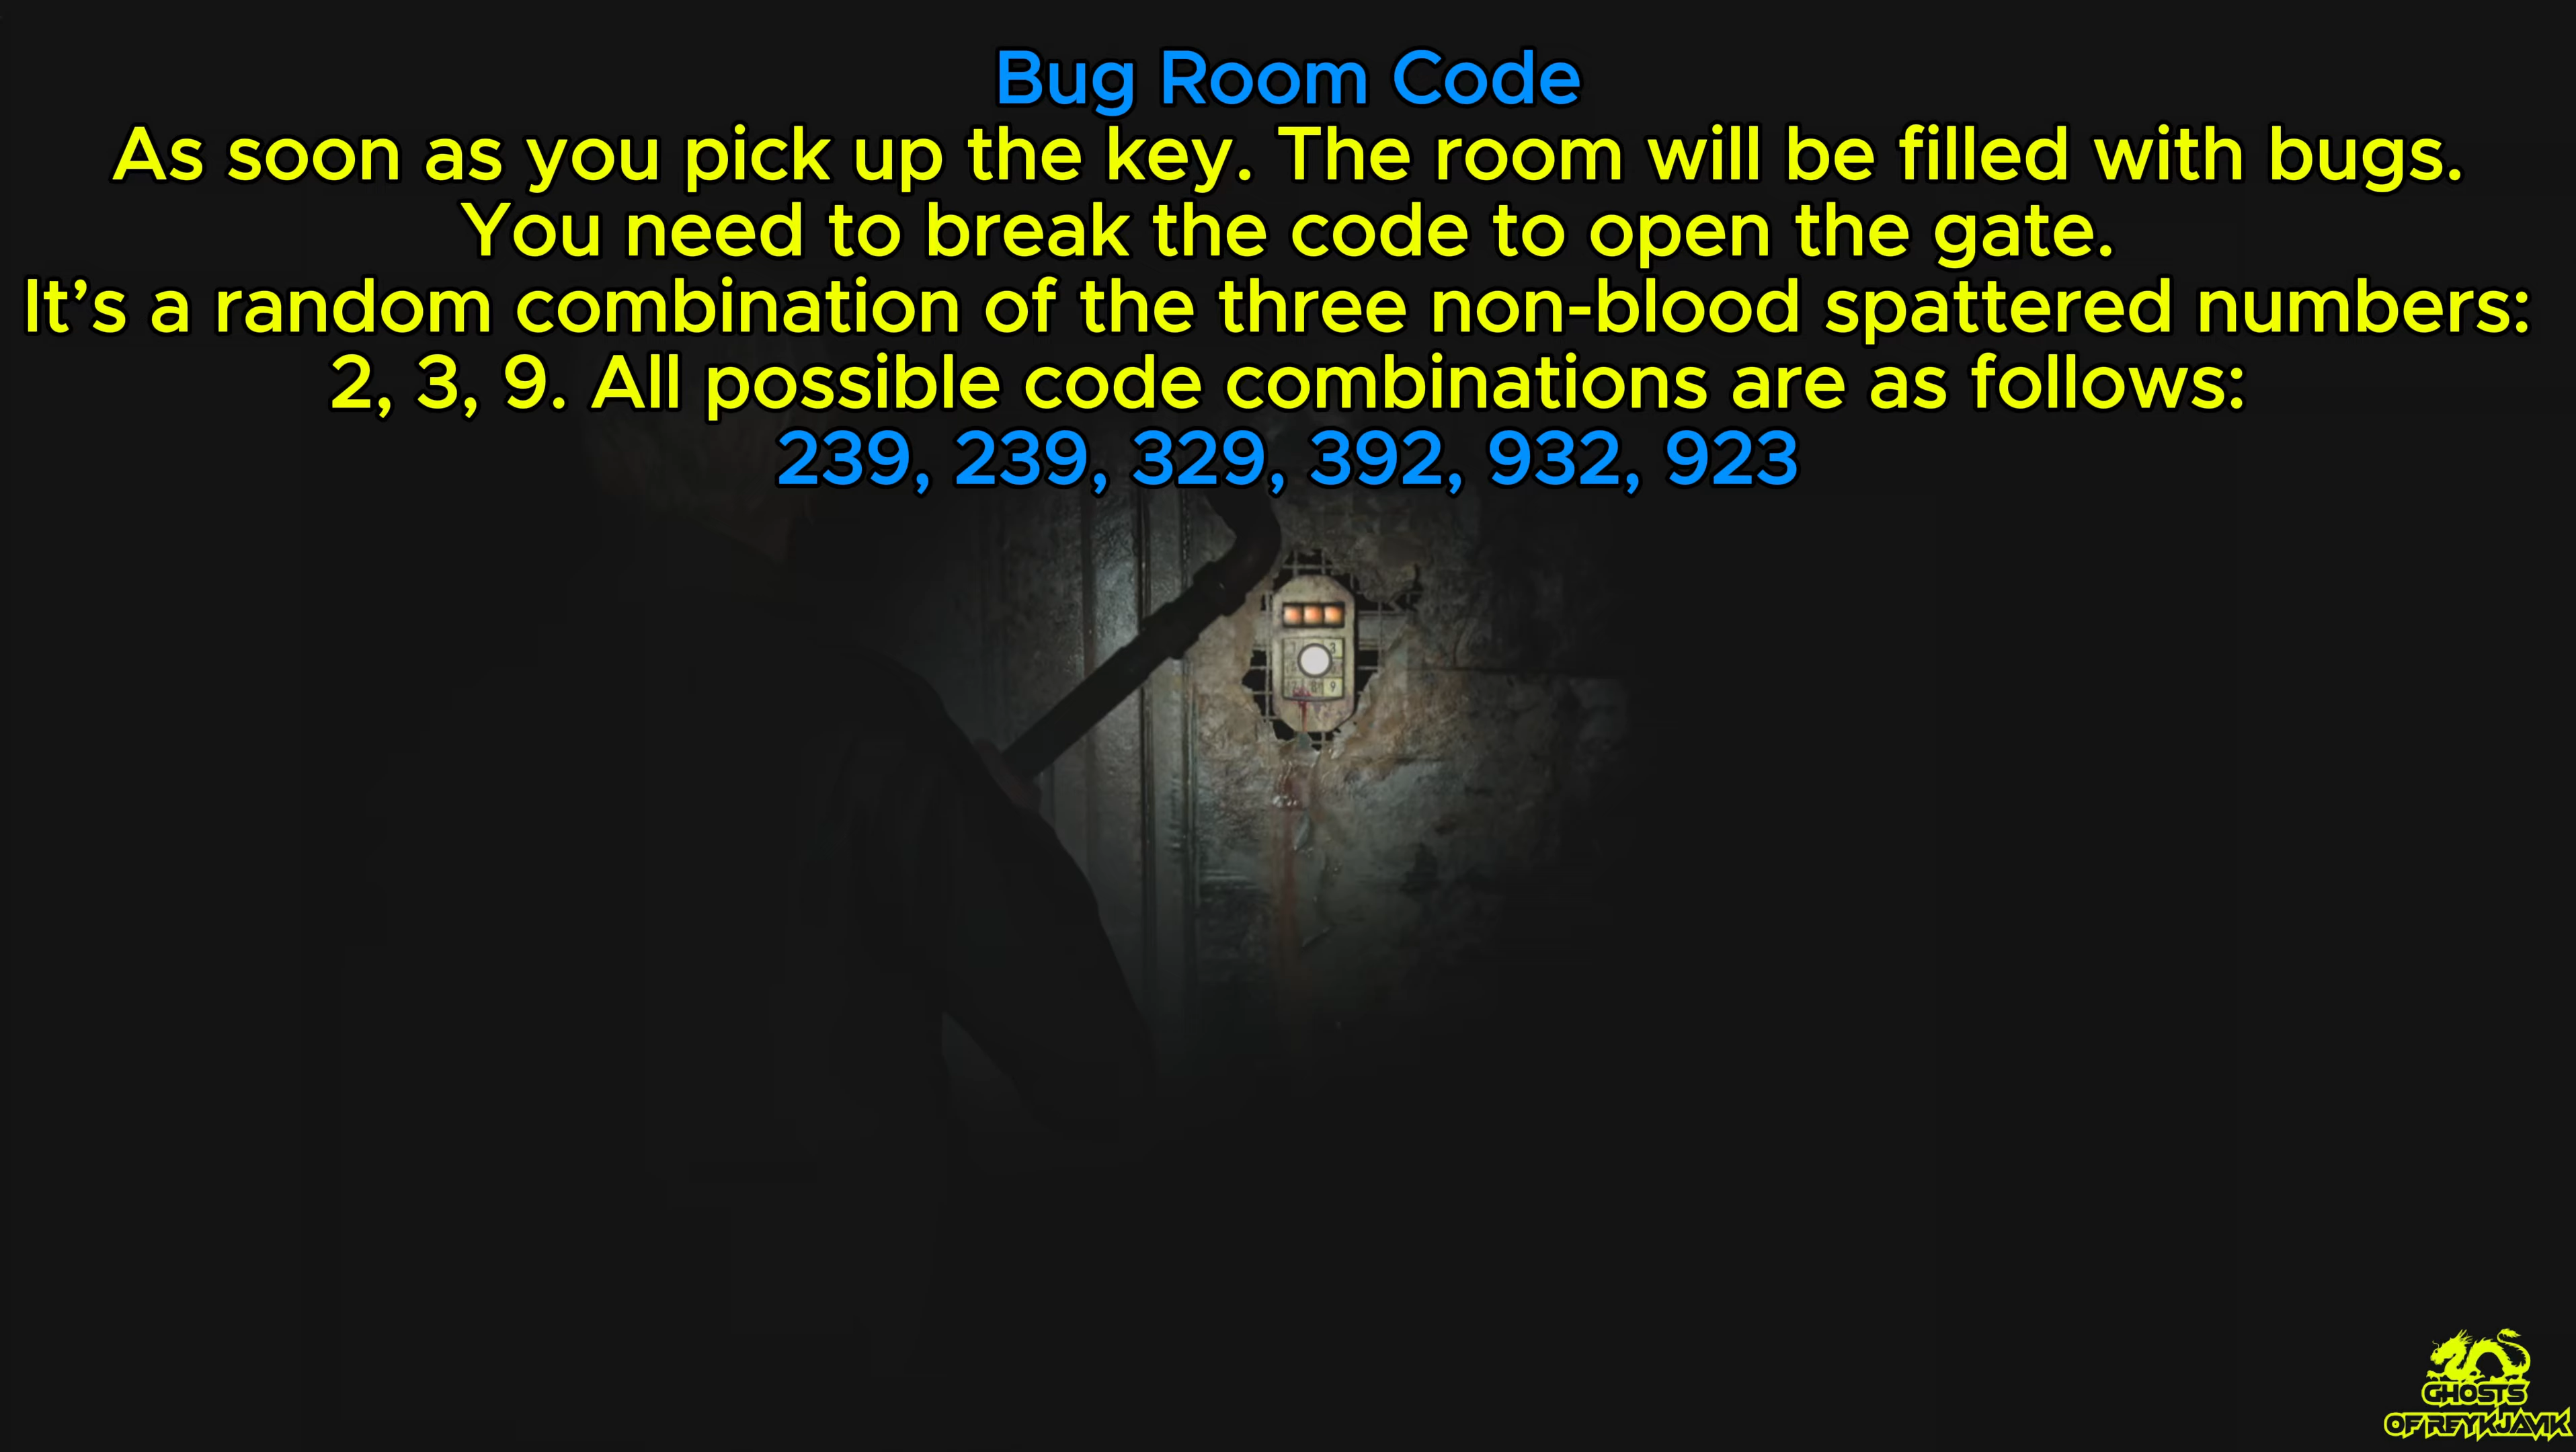 Bug Room Code
As soon as you pick up the key. The room will be filled with bugs.
You need to break the code to open the gate.
It’s a random combination of the three non-blood spattered numbers:
2, 3, 9. All possible code combinations are as follows:
239, 239, 329, 392, 932, 923
3
9
GHOSTS
OF REYKJAVIK